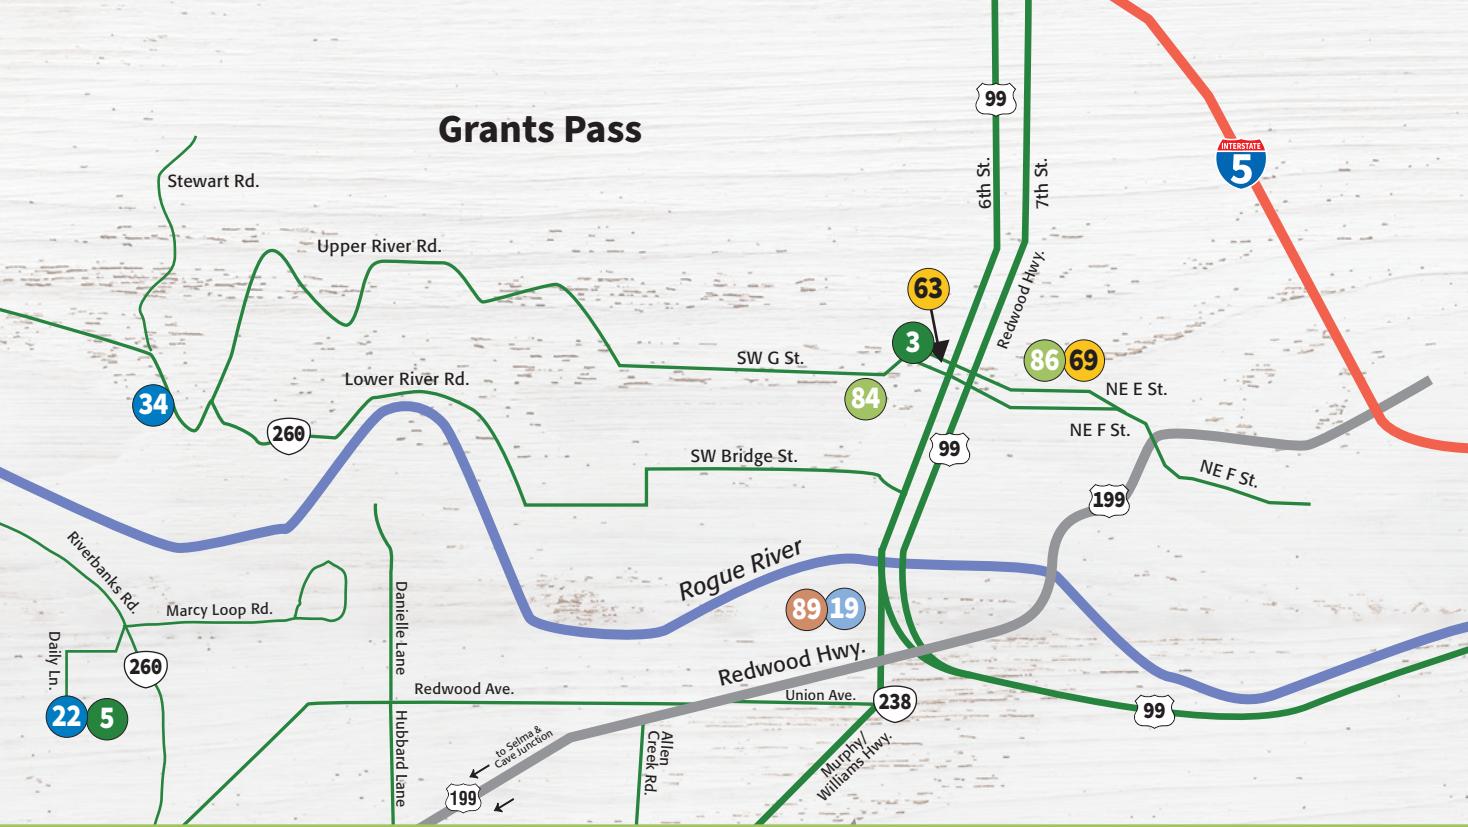 99
Grants Pass
INTERSTATE
5
6th St.
7th St.
Stewart Rd.
Upper River Rd.
Redwood Hwy.
63
3
SW G St.
86
69
NE E St.
Lower River Rd.
34
84
260
NE F St.
99
SW Bridge St.
NE F St.
199
Riverbanks Rd.
Rogue River
Marcy Loop Rd.
Danielle Lane
89
19
Daily Ln.
260
Redwood Hwy.
Redwood Ave.
Union Ave.
238
22
5
99
Hubbard Lane
to Selma &
Cave Junction
Allen
Creek Rd.
Murphy/
Williams Hwy.
199